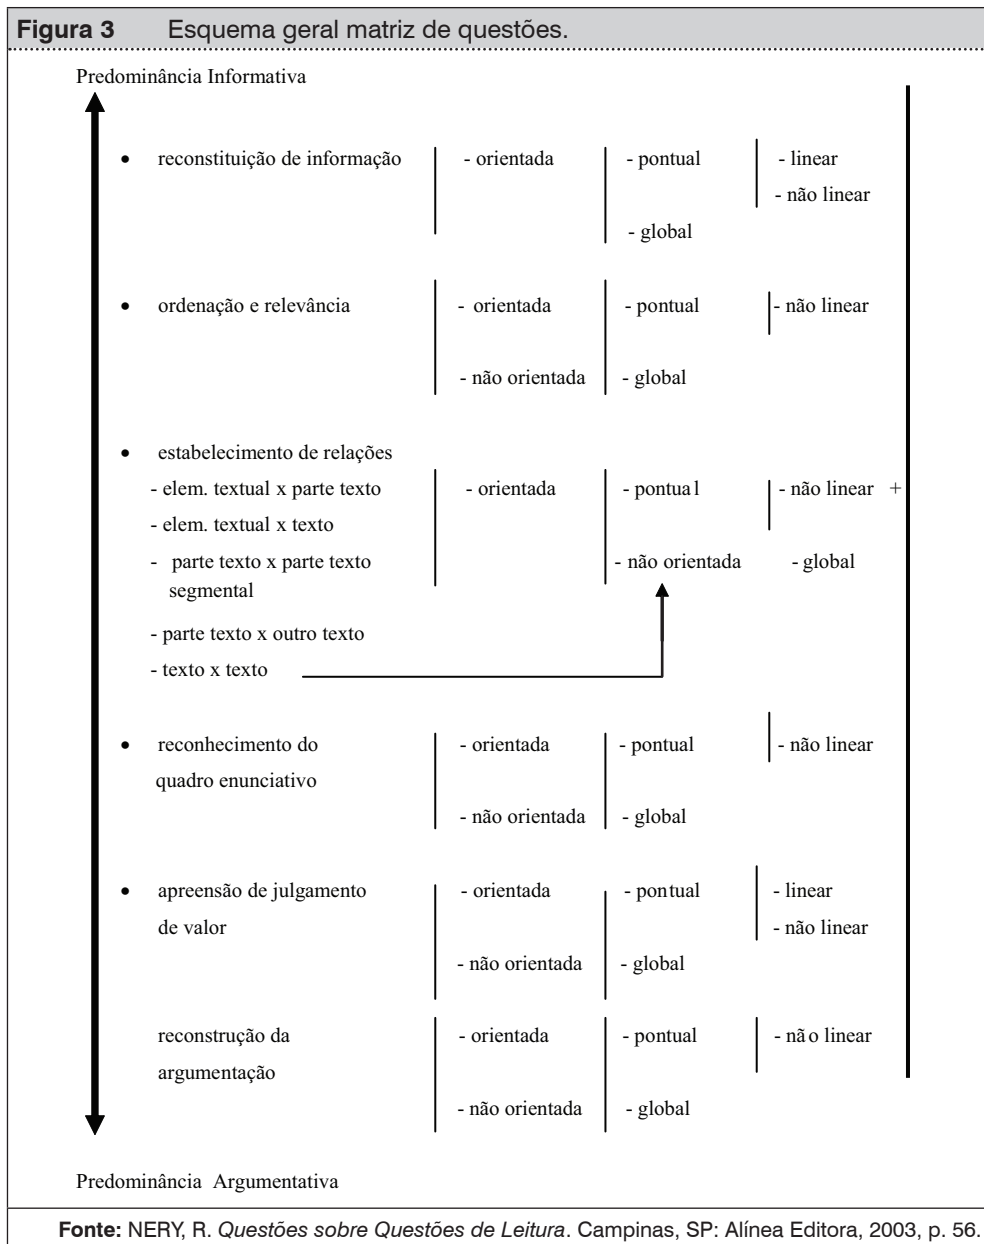 Figura 3 Esquema geral matriz de questões.
Predominância Informativa
• reconstituição de informação - orientada - pontual - linear
- não linear
- global
• ordenação e relevância - orientada - pontual - não linear
- não orientada - global
• estabelecimento de relações
- elem. textual x parte texto - orientada - pontual - não linear +
- elem. textual x texto
- parte texto x parte texto - não orientada - global
segmental
- parte texto x outro texto
- texto x texto
• reconhecimento do - orientada - pontual - não linear
quadro enunciativo
- não orientada - global
• apreensão de julgamento - orientada - pontual - linear
de valor - não linear
- não orientada - global
reconstrução da - orientada - pontual - não linear
argumentação
- não orientada - global
Predominância Argumentativa
Fonte: NERY, R. Questões sobre Questões de Leitura. Campinas, SP: Alínea Editora, 2003, p. 56.